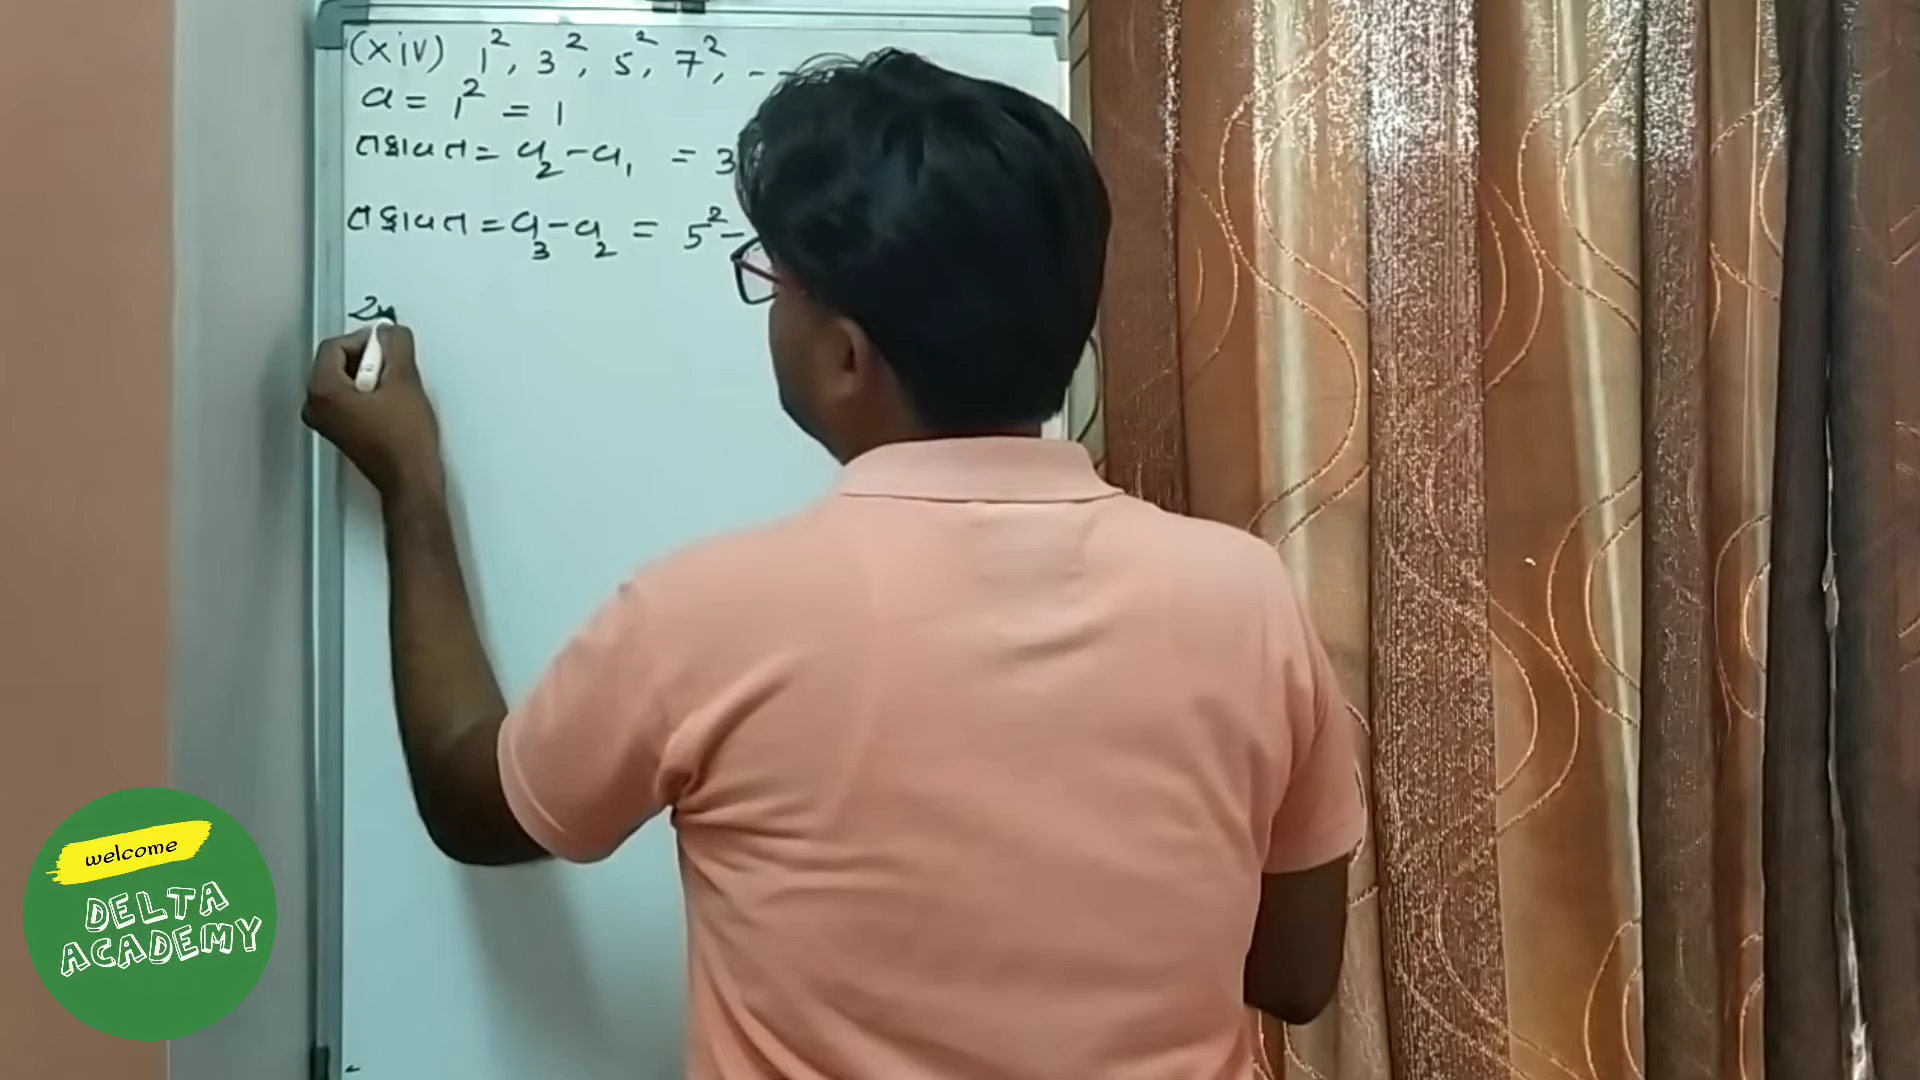 (xiv) 1², 3², 5², 7², - -
a = 1² = 1
તફાવત = a₂ - a₁ = 3
તફાવત = a₃ - a₂ = 5² -
welcome
DELTA
ACADEMY